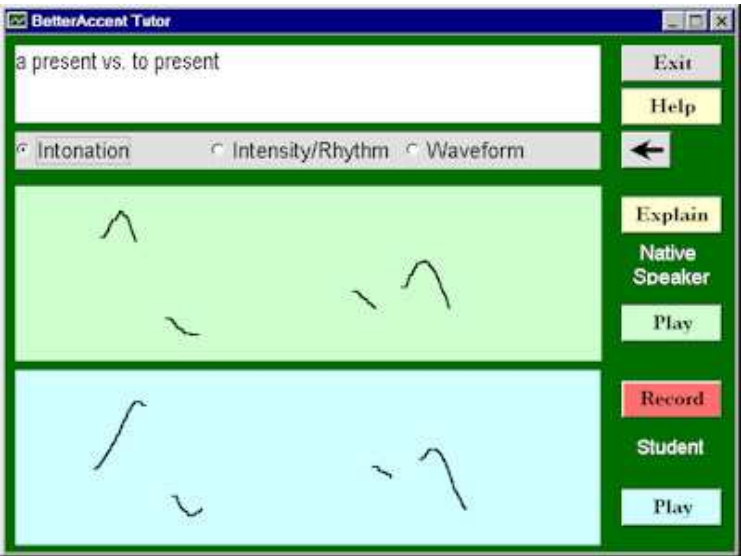 BetterAccent Tutor
a present vs. to present
Exit
Help
Intonation Intensity/Rhythm Waveform
Explain
Native
Speaker
Play
Record
Student
Play